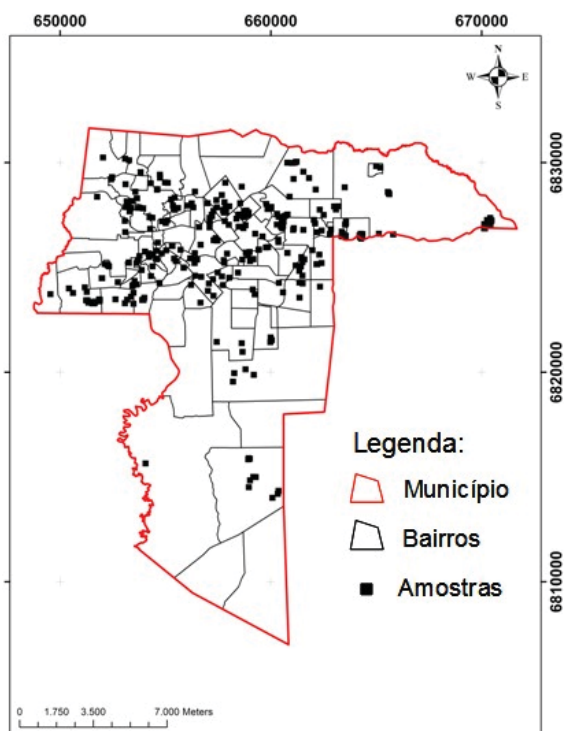 650000 660000 670000
N
W E
S
6830000
6820000
6810000
Legenda:
Município
Bairros
Amostras
0 1.750 3.500 7.000 Meters